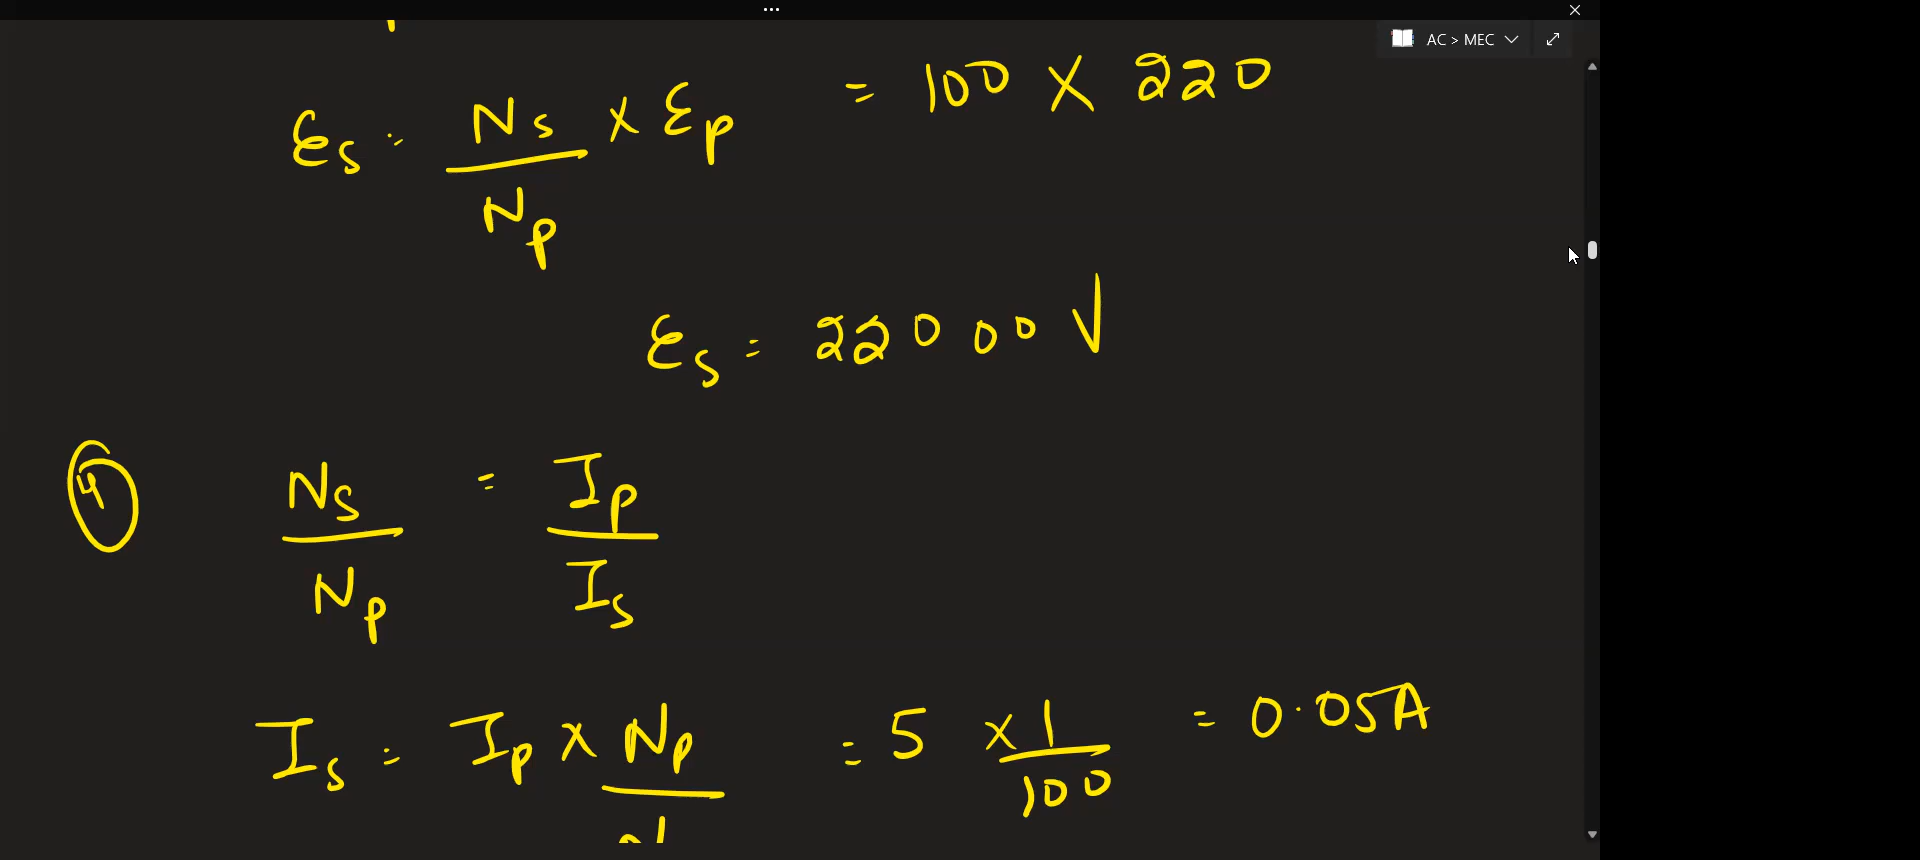 AC > MEC
Es = Ns / Np × Ep = 100 × 220
Es = 22000 V
④ Ns / Np = Ip / Is
Is = Ip × Np / N = 5 × 1 / 100 = 0.05A